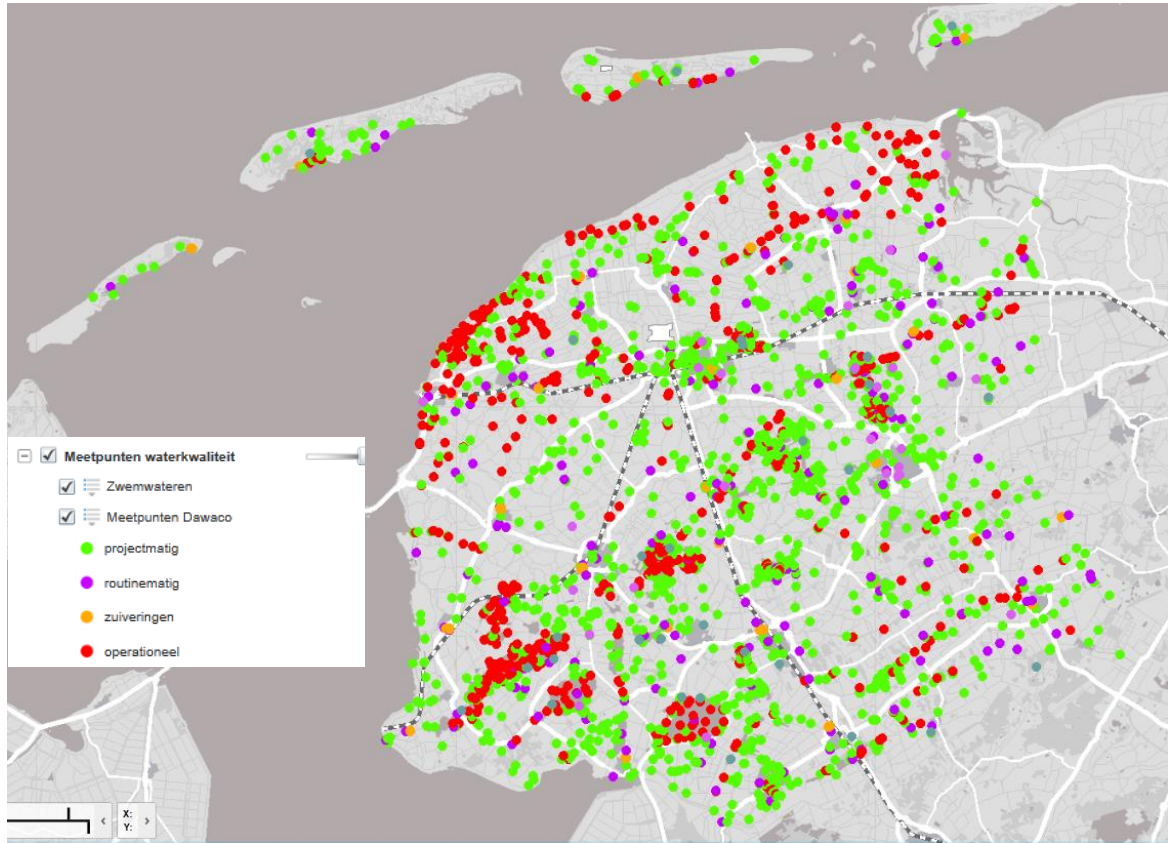 Meetpunten waterkwaliteit
Zwemwateren
Meetpunten Dawaco
projectmatig
routinematig
zuiveringen
operationeel
X:
Y: